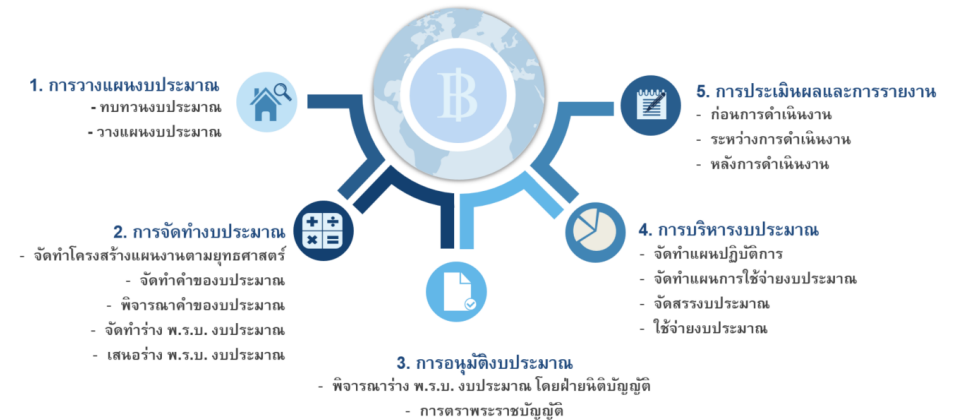 1. การวางแผนงบประมาณ
- ทบทวนงบประมาณ
- วางแผนงบประมาณ
2. การจัดทำงบประมาณ
- จัดทำโครงสร้างแผนงานตามยุทธศาสตร์
- จัดทำคำของบประมาณ
- พิจารณาคำของบประมาณ
- จัดทำร่าง พ.ร.บ. งบประมาณ
- เสนอร่าง พ.ร.บ. งบประมาณ
3. การอนุมัติงบประมาณ
- พิจารณาร่าง พ.ร.บ. งบประมาณ โดยฝ่ายนิติบัญญัติ
- การตราพระราชบัญญัติ
4. การบริหารงบประมาณ
- จัดทำแผนปฏิบัติการ
- จัดทำแผนการใช้จ่ายงบประมาณ
- จัดสรรงบประมาณ
- ใช้จ่ายงบประมาณ
5. การประเมินผลและการรายงาน
- ก่อนการดำเนินงาน
- ระหว่างการดำเนินงาน
- หลังการดำเนินงาน
฿